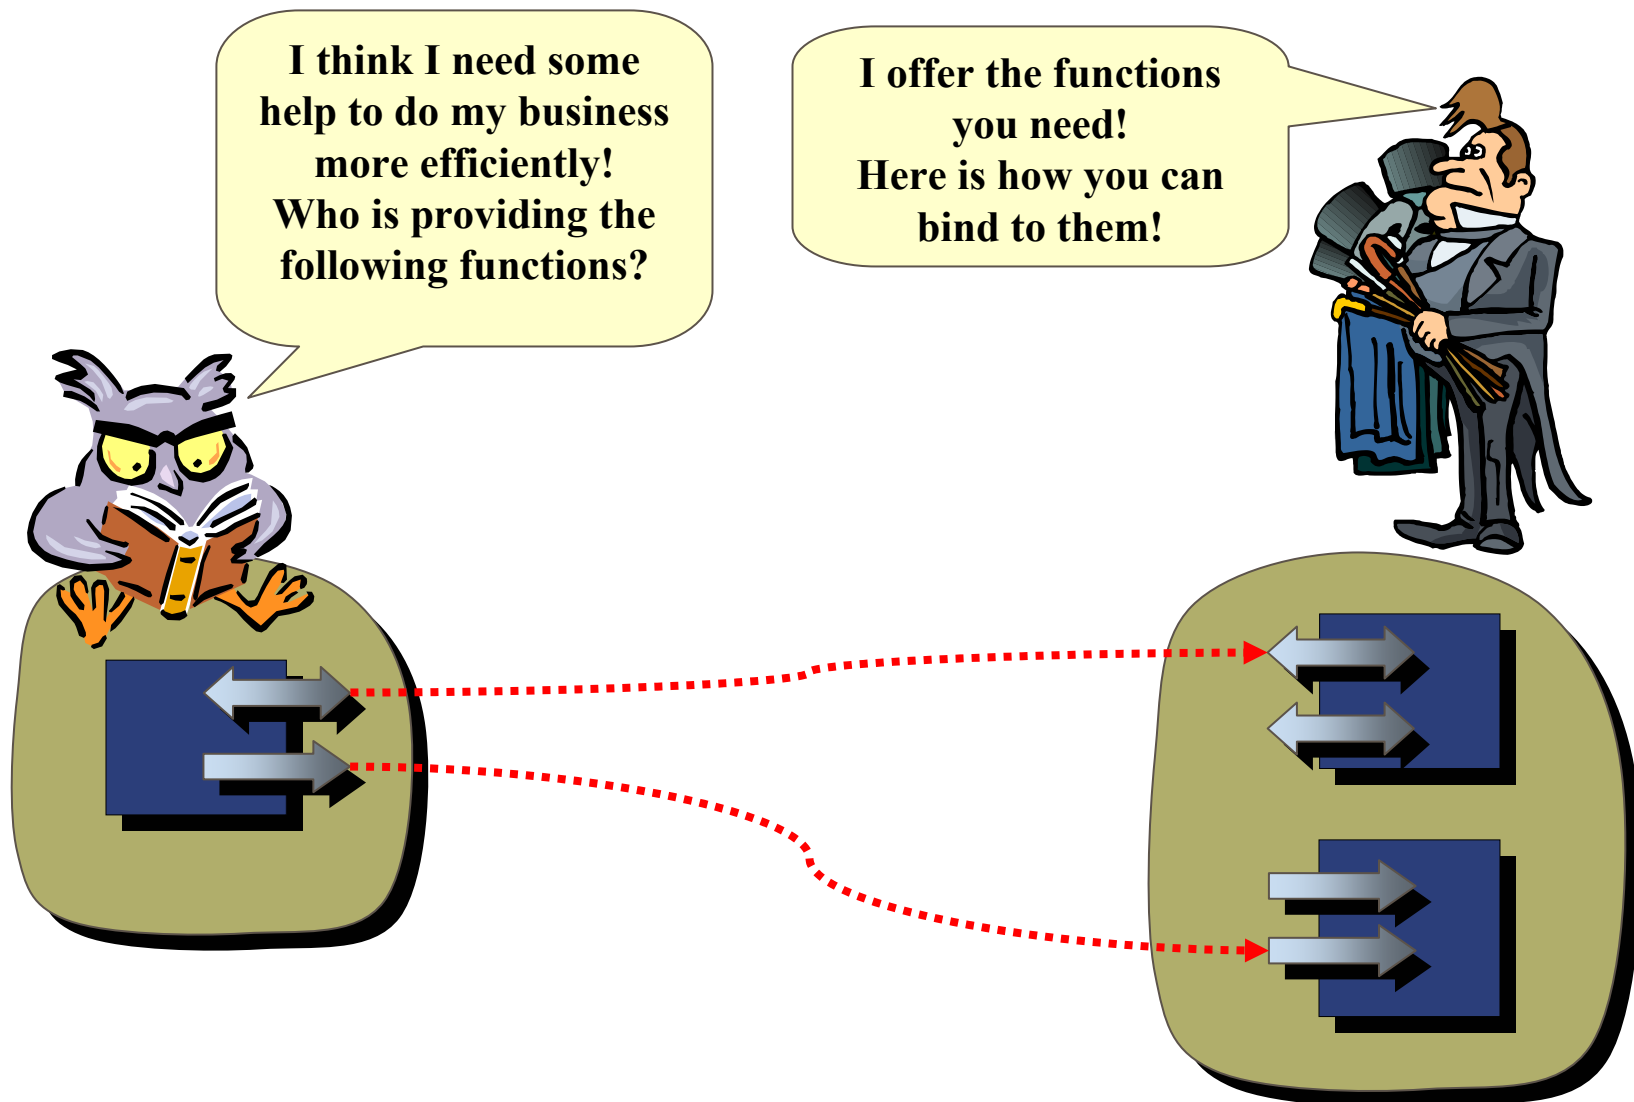 I think I need some
help to do my business
more efficiently!
Who is providing the
following functions?
I offer the functions
you need!
Here is how you can
bind to them!